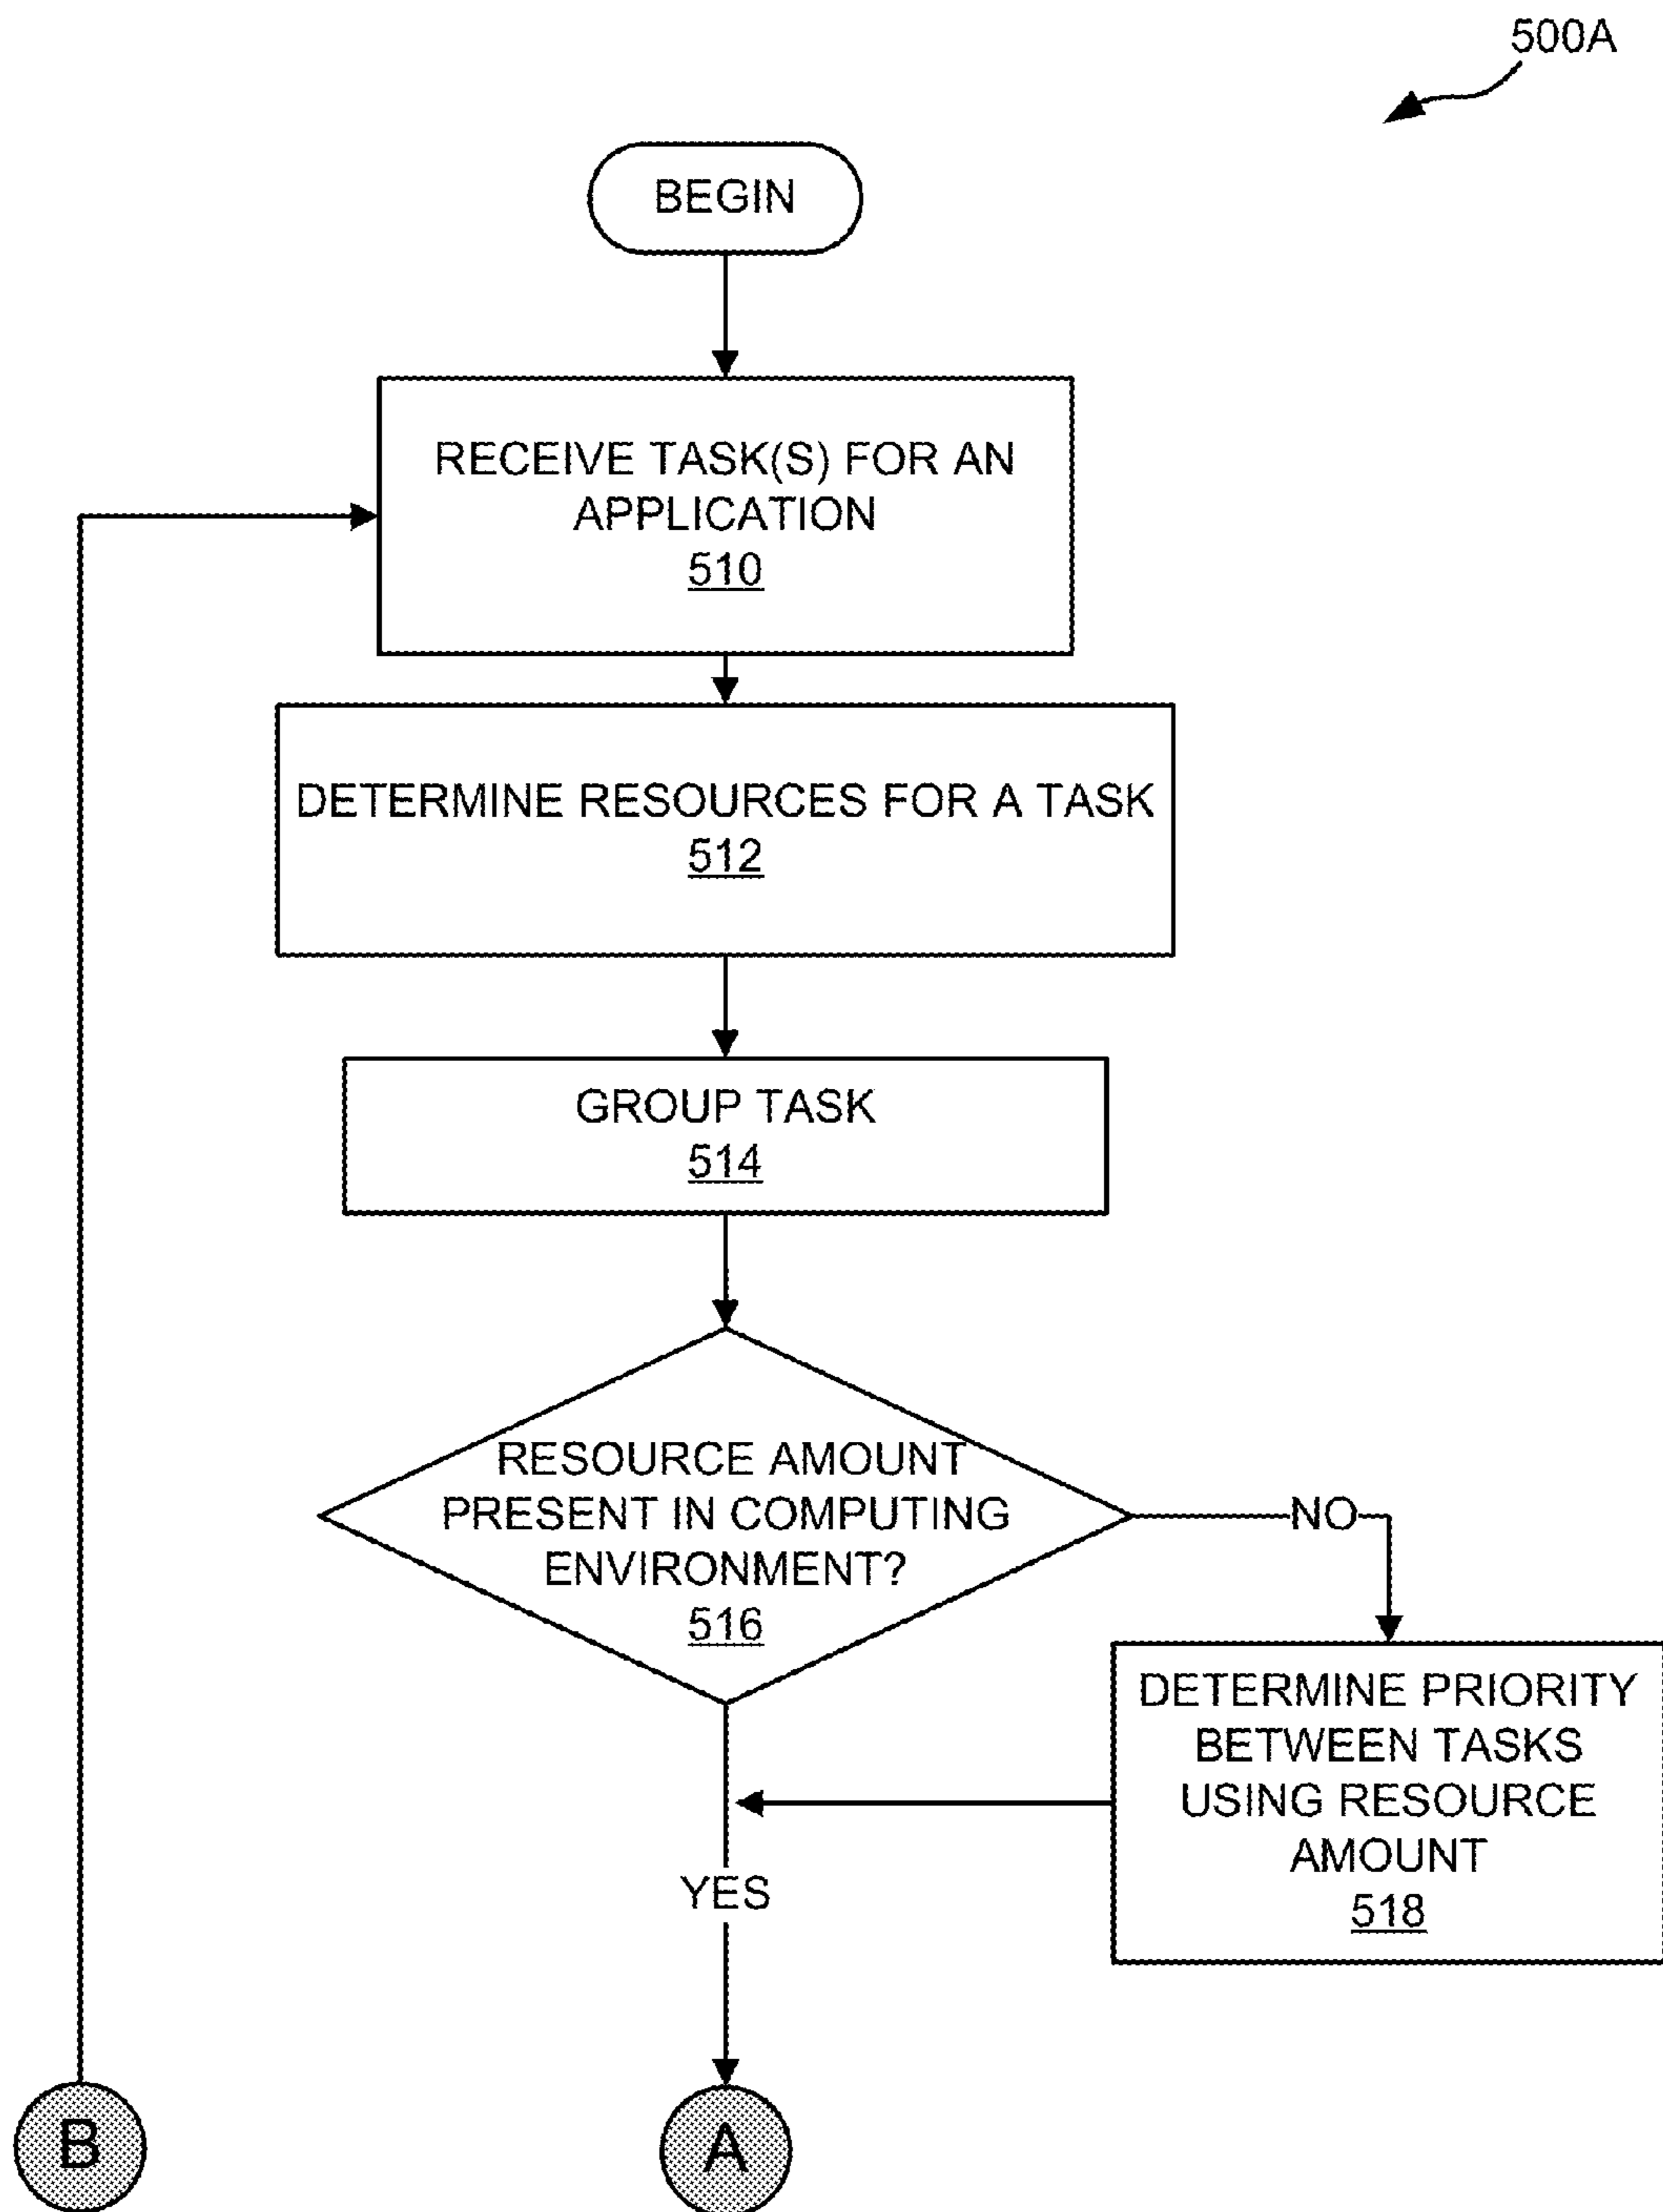 500A
BEGIN
RECEIVE TASK(S) FOR AN
APPLICATION
510
DETERMINE RESOURCES FOR A TASK
512
GROUP TASK
514
RESOURCE AMOUNT
PRESENT IN COMPUTING
ENVIRONMENT?
516
NO
DETERMINE PRIORITY
BETWEEN TASKS
USING RESOURCE
AMOUNT
518
YES
B
A